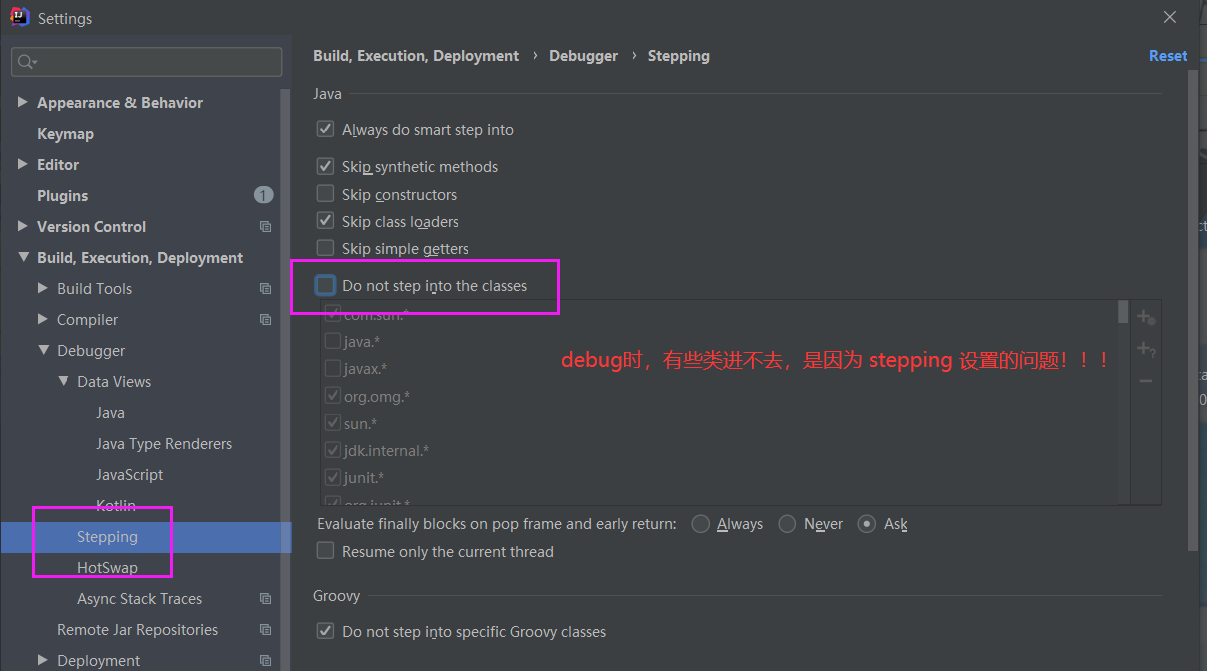 Settings
Appearance & Behavior
Keymap
Editor
Plugins
1
Version Control
Build, Execution, Deployment
Build Tools
Compiler
Debugger
Data Views
Java
Java Type Renderers
JavaScript
Kotlin
Stepping
HotSwap
Async Stack Traces
Remote Jar Repositories
Deployment
Build, Execution, Deployment › Debugger › Stepping
Reset
Java
Always do smart step into
Skip synthetic methods
Skip constructors
Skip class loaders
Skip simple getters
Do not step into the classes
com.sun.*
java.*
javax.*
org.omg.*
sun.*
jdk.internal.*
junit.*
org.junit.*
debug时，有些类进不去，是因为 stepping 设置的问题！！！
Evaluate finally blocks on pop frame and early return: Always Never Ask
Resume only the current thread
Groovy
Do not step into specific Groovy classes